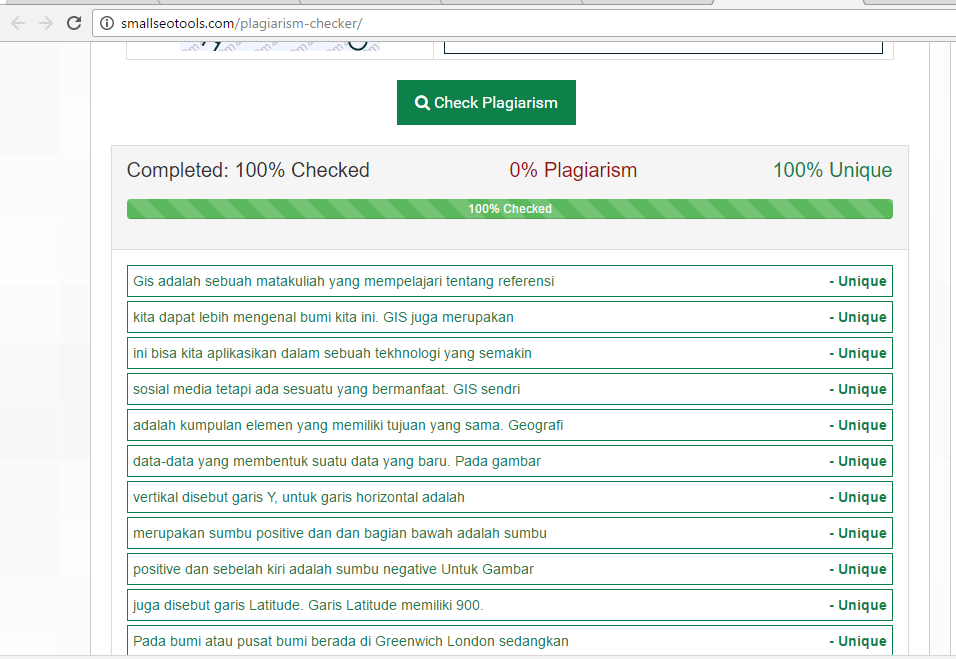 smallseotools.com/plagiarism-checker/
Check Plagiarism
Completed: 100% Checked 0% Plagiarism 100% Unique
100% Checked
Gis adalah sebuah matakuliah yang mempelajari tentang referensi - Unique
kita dapat lebih mengenal bumi kita ini. GIS juga merupakan - Unique
ini bisa kita aplikasikan dalam sebuah tekhnologi yang semakin - Unique
sosial media tetapi ada sesuatu yang bermanfaat. GIS sendri - Unique
adalah kumpulan elemen yang memiliki tujuan yang sama. Geografi - Unique
data-data yang membentuk suatu data yang baru. Pada gambar - Unique
vertikal disebut garis Y, untuk garis horizontal adalah - Unique
merupakan sumbu positive dan dan bagian bawah adalah sumbu - Unique
positive dan sebelah kiri adalah sumbu negative Untuk Gambar - Unique
juga disebut garis Latitude. Garis Latitude memiliki 900. - Unique
Pada bumi atau pusat bumi berada di Greenwich London sedangkan - Unique